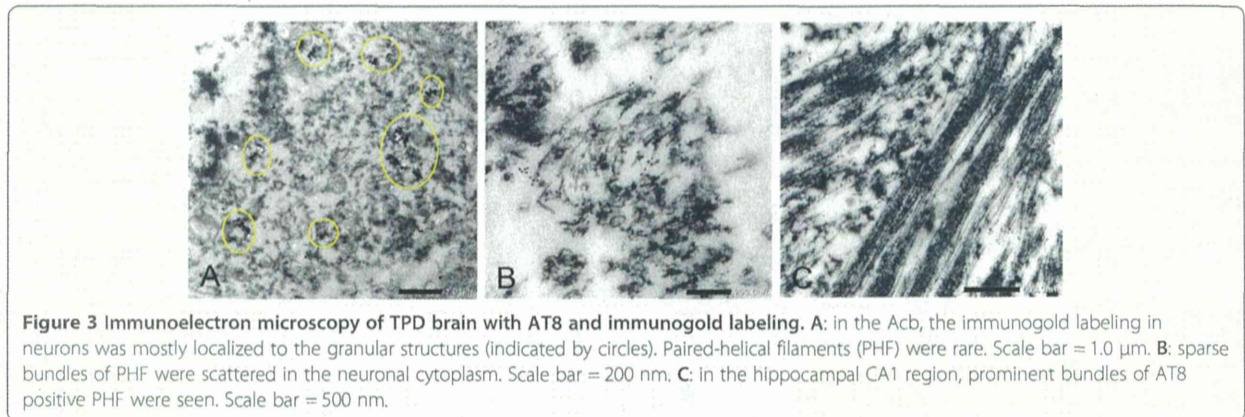 A
B
C
Figure 3 Immunoelectron microscopy of TPD brain with AT8 and immunogold labeling. A: in the Acb, the immunogold labeling in
neurons was mostly localized to the granular structures (indicated by circles). Paired-helical filaments (PHF) were rare. Scale bar = 1.0 μm. B: sparse
bundles of PHF were scattered in the neuronal cytoplasm. Scale bar = 200 nm. C: in the hippocampal CA1 region, prominent bundles of AT8
positive PHF were seen. Scale bar = 500 nm.